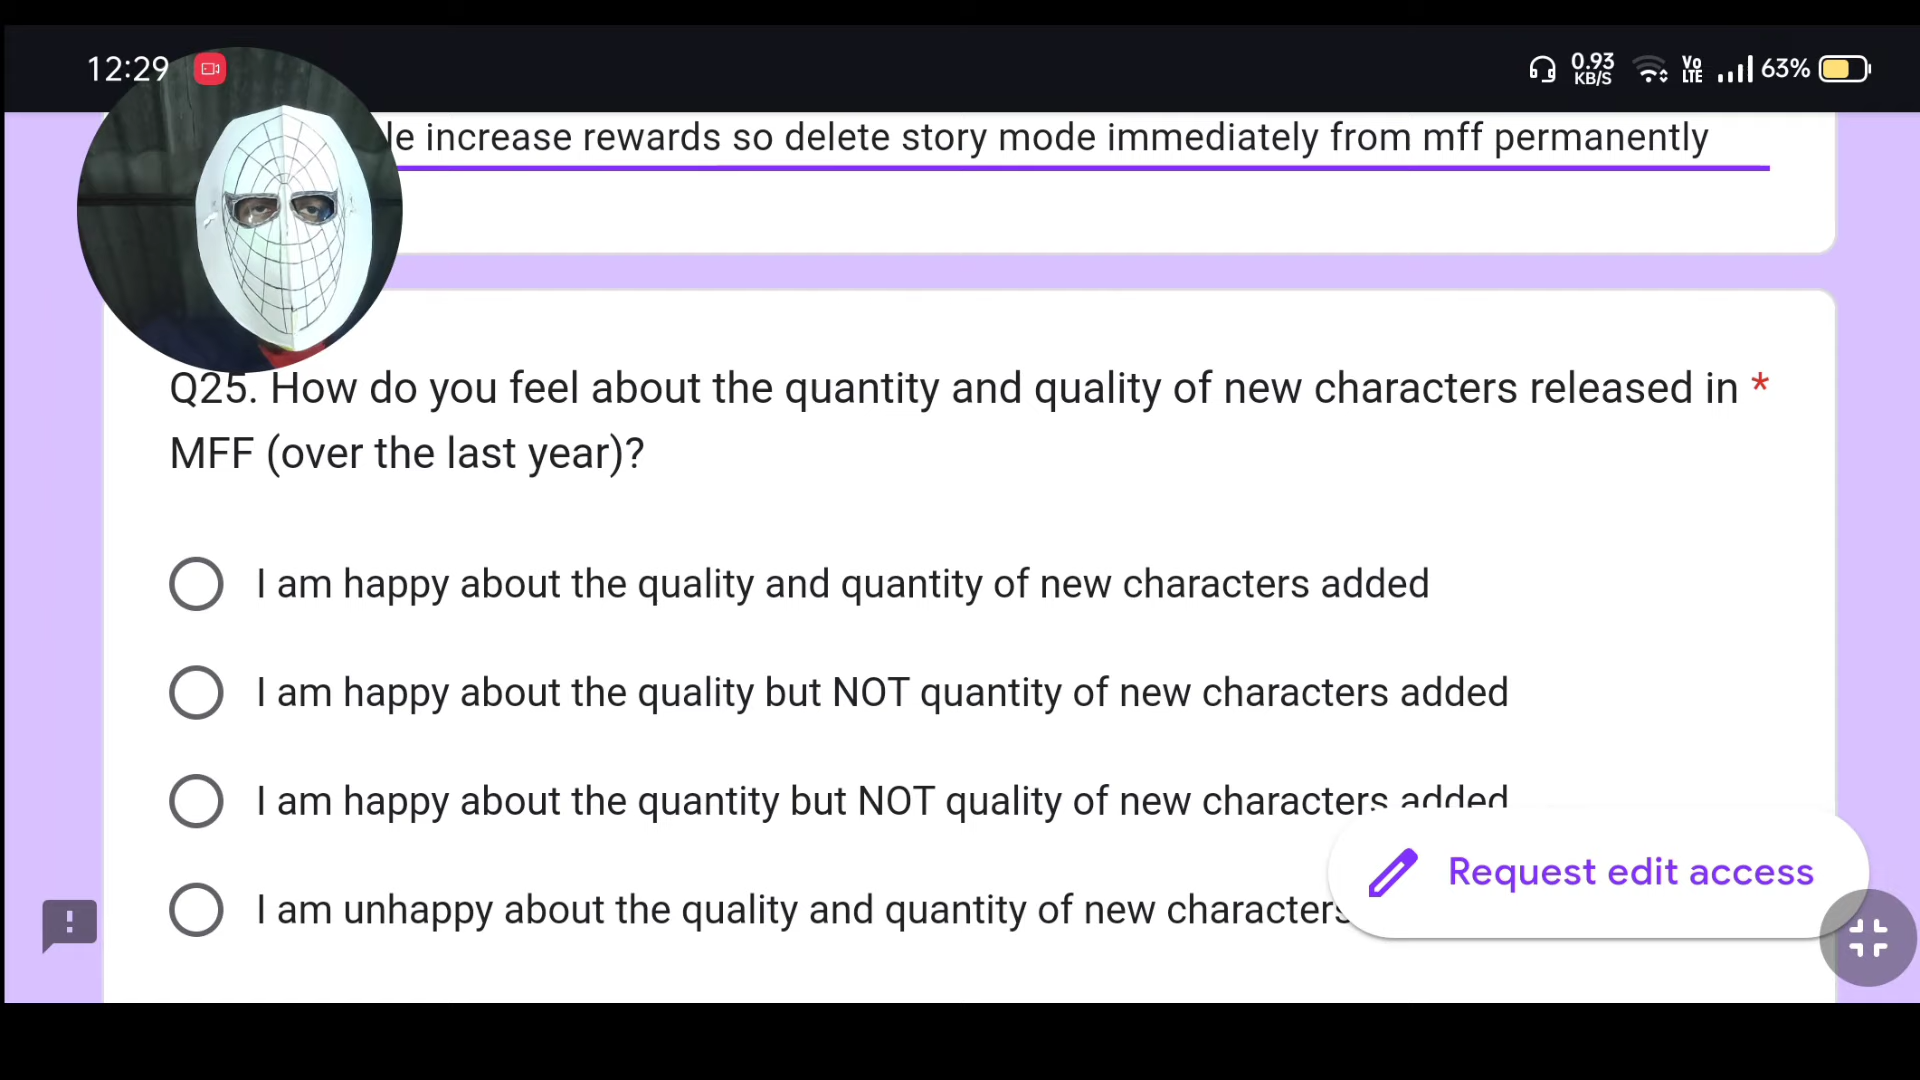 12:29
0.93 KB/S
Vo LTE
63%
le increase rewards so delete story mode immediately from mff permanently
Q25. How do you feel about the quantity and quality of new characters released in *
MFF (over the last year)?
I am happy about the quality and quantity of new characters added
I am happy about the quality but NOT quantity of new characters added
I am happy about the quantity but NOT quality of new characters added
I am unhappy about the quality and quantity of new characters
Request edit access